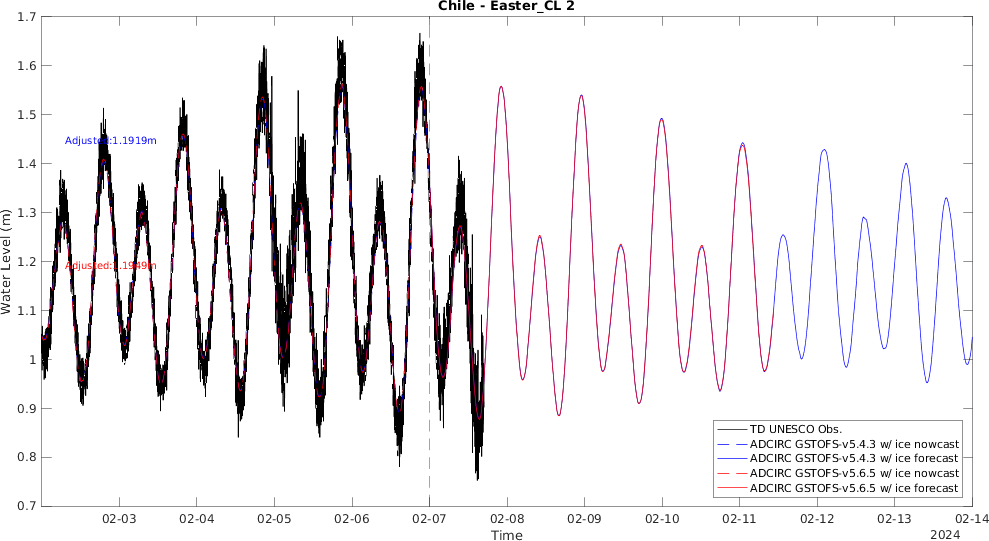 Chile - Easter_CL 2
1.7
1.6
1.5
1.4
1.3
1.2
1.1
1
0.9
0.8
0.7
Water Level (m)
Adjusted:1.1919m
Adjusted:1.1949m
TD UNESCO Obs.
ADCIRC GSTOFS-v5.4.3 w/ ice nowcast
ADCIRC GSTOFS-v5.4.3 w/ ice forecast
ADCIRC GSTOFS-v5.6.5 w/ ice nowcast
ADCIRC GSTOFS-v5.6.5 w/ ice forecast
02-03 02-04 02-05 02-06 02-07 02-08 02-09 02-10 02-11 02-12 02-13 02-14
Time
2024